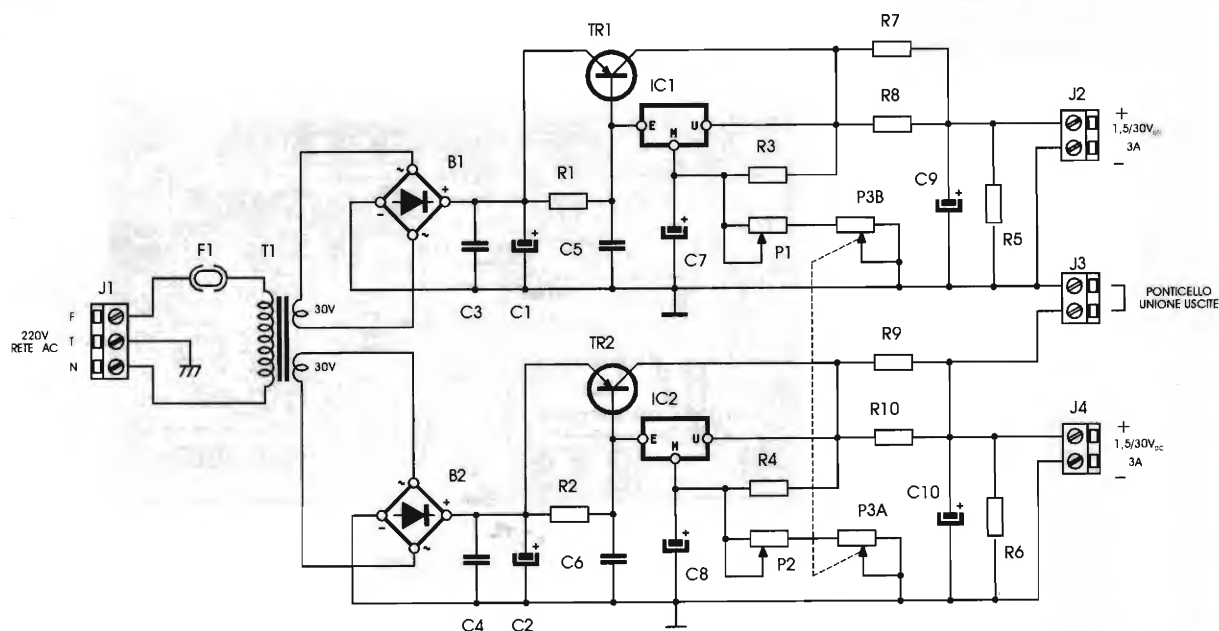 TR1
R7
IC1
E M U
R8
J2
+
1,5/30V
3A
−
B1
~
+
−
~
R1
R3
C9
P3B
R5
F1
T1
30V
C3
+
C1
C5
+
C7
P1
+
J3
PONTICELLO
UNIONE USCITE
J1
F
220V
RETE AC
T
N
30V
TR2
R9
IC2
E M U
R10
J4
+
1,5/30VDC
3A
−
B2
~
+
−
~
R2
R4
C10
P3A
R6
C4
+
C2
C6
+
C8
P2
+